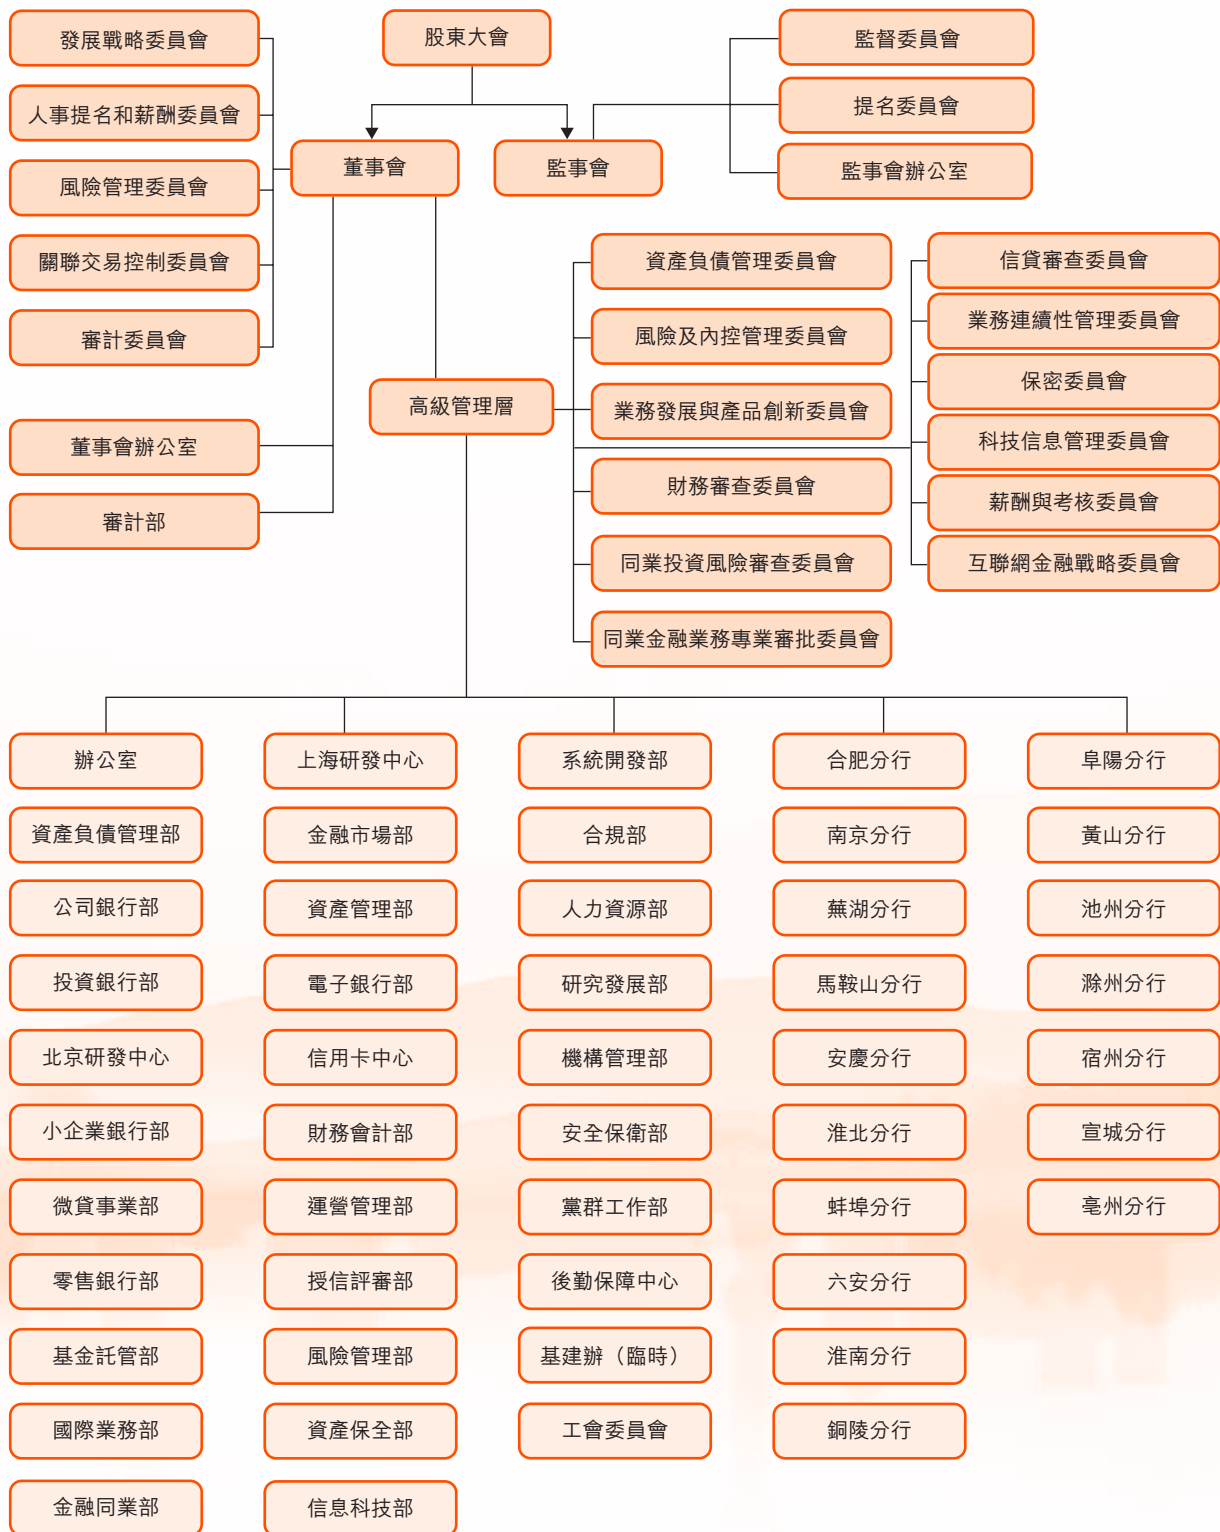 股東大會
董事會
監事會
發展戰略委員會
人事提名和薪酬委員會
風險管理委員會
關聯交易控制委員會
審計委員會
董事會辦公室
審計部
監督委員會
提名委員會
監事會辦公室
高級管理層
資產負債管理委員會
風險及內控管理委員會
業務發展與產品創新委員會
財務審查委員會
同業投資風險審查委員會
同業金融業務專業審批委員會
信貸審查委員會
業務連續性管理委員會
保密委員會
科技信息管理委員會
薪酬與考核委員會
互聯網金融戰略委員會
辦公室
資產負債管理部
公司銀行部
投資銀行部
北京研發中心
小企業銀行部
微貸事業部
零售銀行部
基金託管部
國際業務部
金融同業部
上海研發中心
金融市場部
資產管理部
電子銀行部
信用卡中心
財務會計部
運營管理部
授信評審部
風險管理部
資產保全部
信息科技部
系統開發部
合規部
人力資源部
研究發展部
機構管理部
安全保衛部
黨群工作部
後勤保障中心
基建辦（臨時）
工會委員會
合肥分行
南京分行
蕪湖分行
馬鞍山分行
安慶分行
淮北分行
蚌埠分行
六安分行
淮南分行
銅陵分行
阜陽分行
黃山分行
池州分行
滁州分行
宿州分行
宣城分行
亳州分行